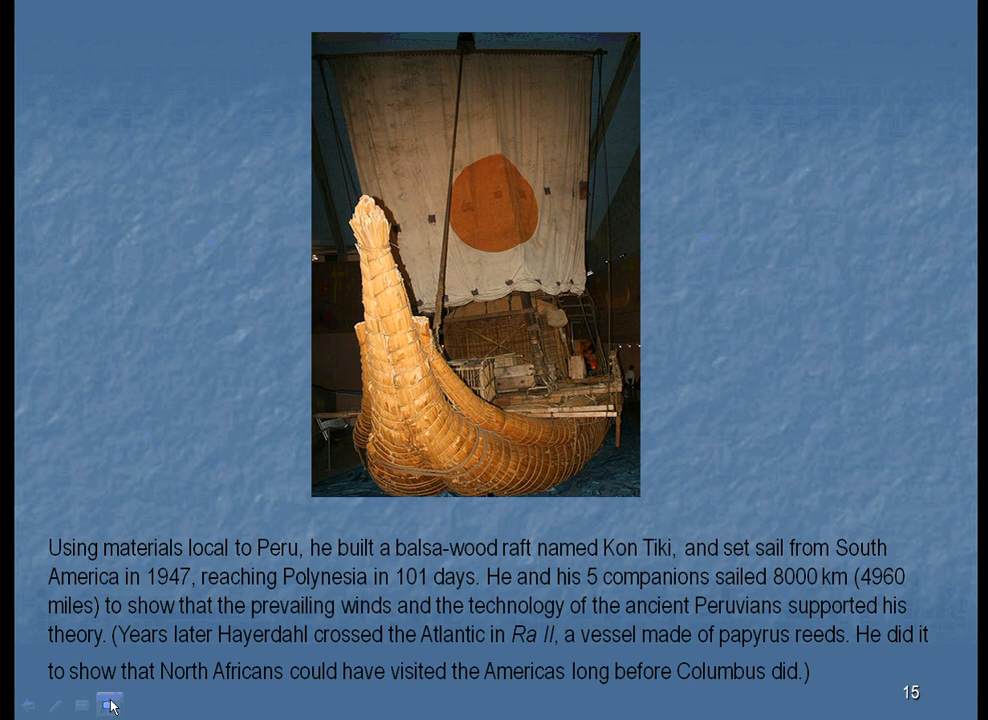 Using materials local to Peru, he built a balsa-wood raft named Kon Tiki, and set sail from South
America in 1947, reaching Polynesia in 101 days. He and his 5 companions sailed 8000 km (4960
miles) to show that the prevailing winds and the technology of the ancient Peruvians supported his
theory. (Years later Hayerdahl crossed the Atlantic in Ra II, a vessel made of papyrus reeds. He did it
to show that North Africans could have visited the Americas long before Columbus did.)
15